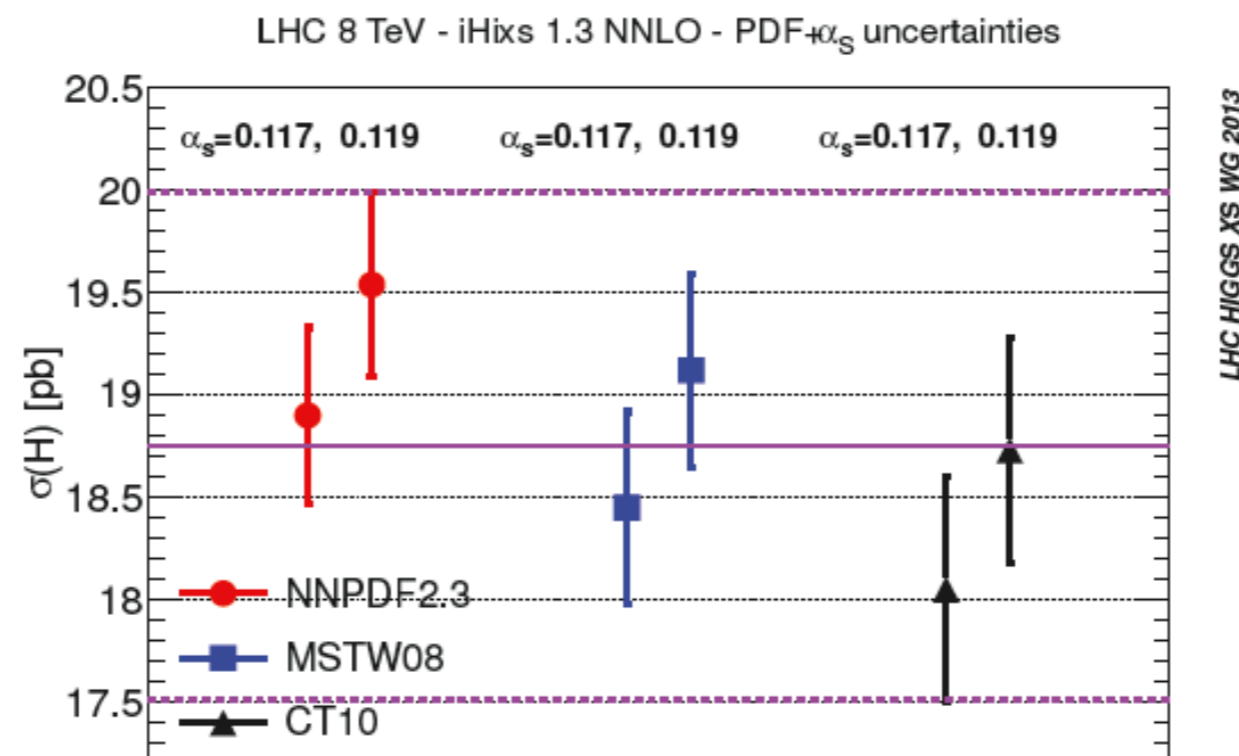 LHC 8 TeV - iHixs 1.3 NNLO - PDF+αS uncertainties
20.5
αs=0.117, 0.119 αs=0.117, 0.119 αs=0.117, 0.119
20
19.5
19
18.5
18
17.5
σ(H) [pb]
NNPDF2.3
MSTW08
CT10
LHC HIGGS XS WG 2013